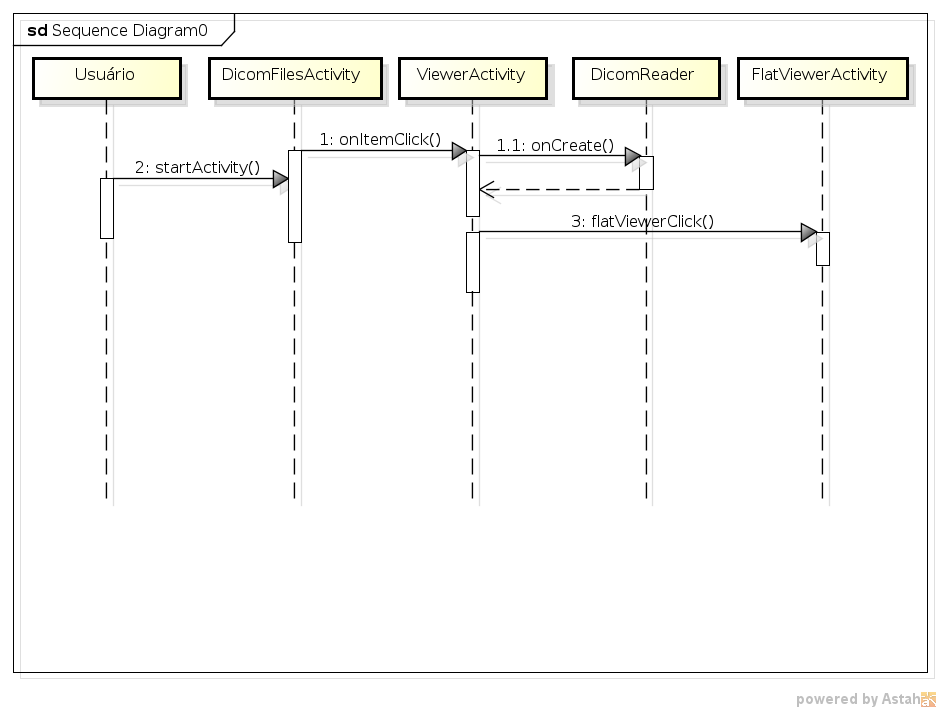 sd Sequence Diagram0
Usuário
DicomFilesActivity
ViewerActivity
DicomReader
FlatViewerActivity
1: onItemClick()
1.1: onCreate()
2: startActivity()
3: flatViewerClick()
powered by Astah